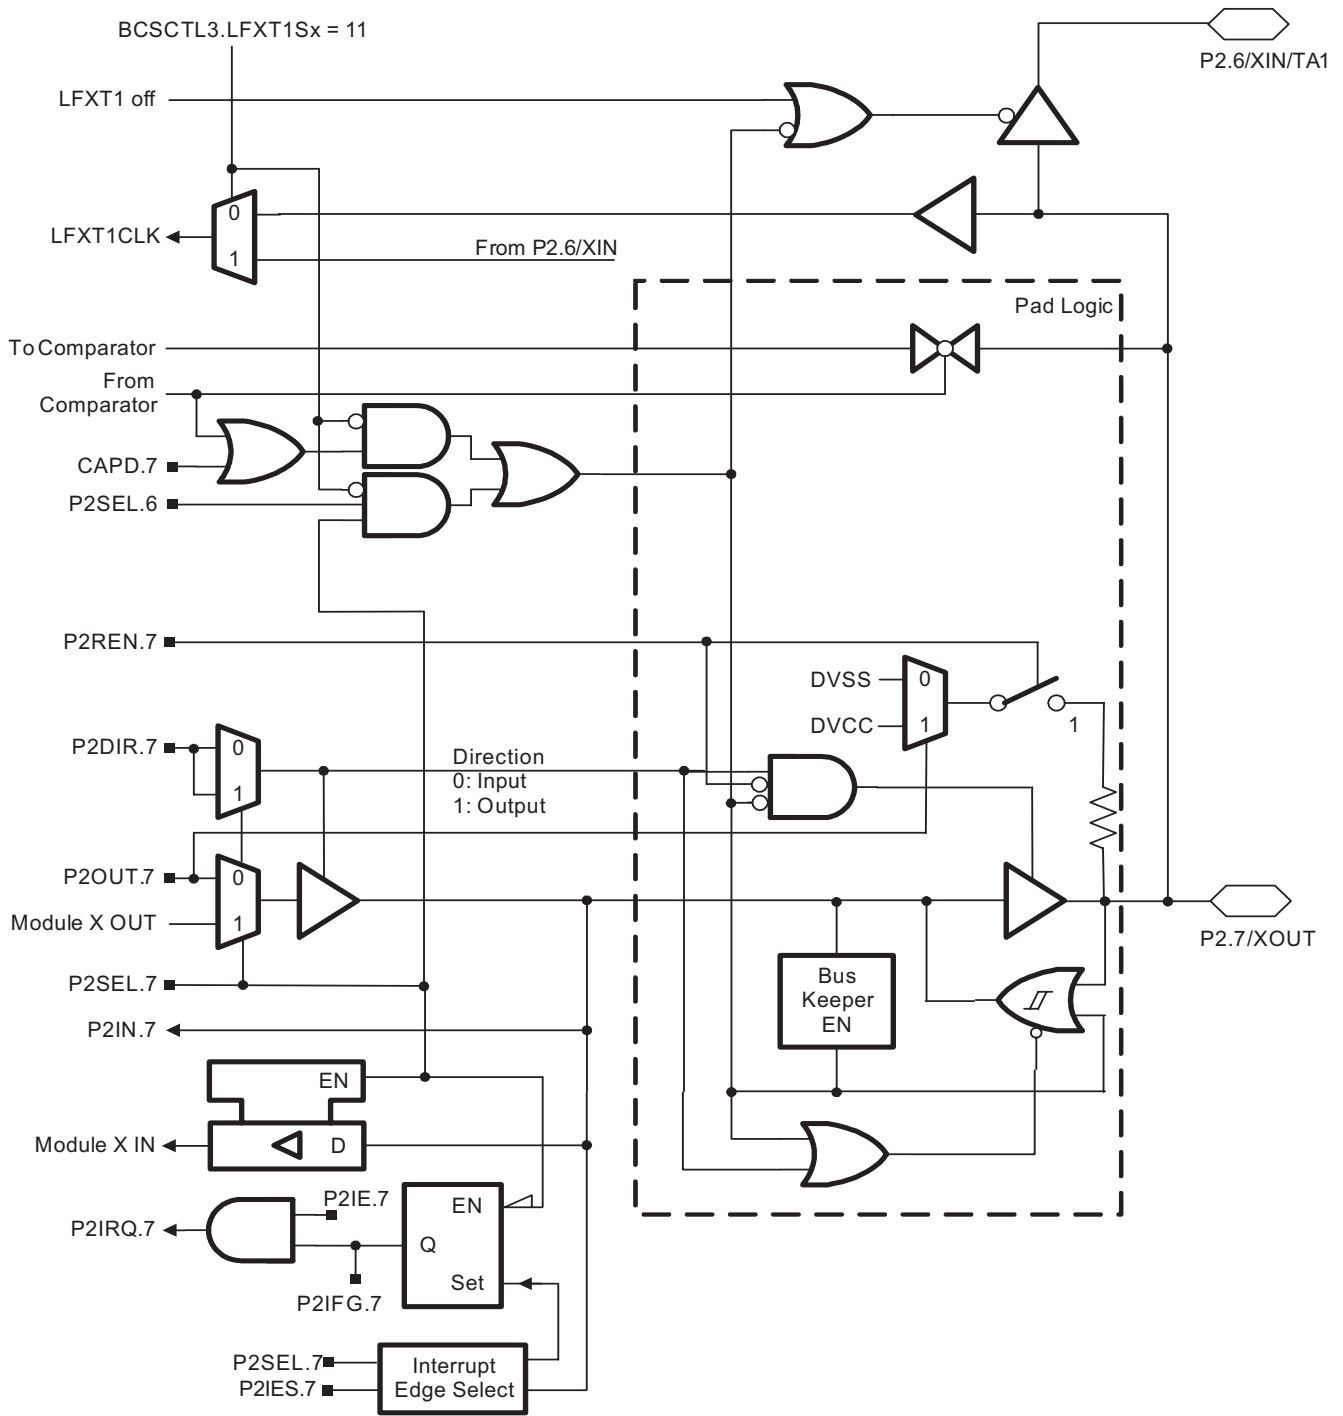 BCSCTL3.LFXT1Sx = 11
P2.6/XIN/TA1
LFXT1 off
0
LFXT1CLK
1
From P2.6/XIN
Pad Logic
To Comparator
From
Comparator
CAPD.7
P2SEL.6
P2REN.7
DVSS
0
DVCC
1
1
P2DIR.7
0
1
Direction
0: Input
1: Output
P2OUT.7
0
Module X OUT
1
P2.7/XOUT
P2SEL.7
Bus
Keeper
EN
P2IN.7
EN
Module X IN
D
P2IE.7
EN
P2IRQ.7
Q
Set
P2IFG.7
P2SEL.7
P2IES.7
Interrupt
Edge Select